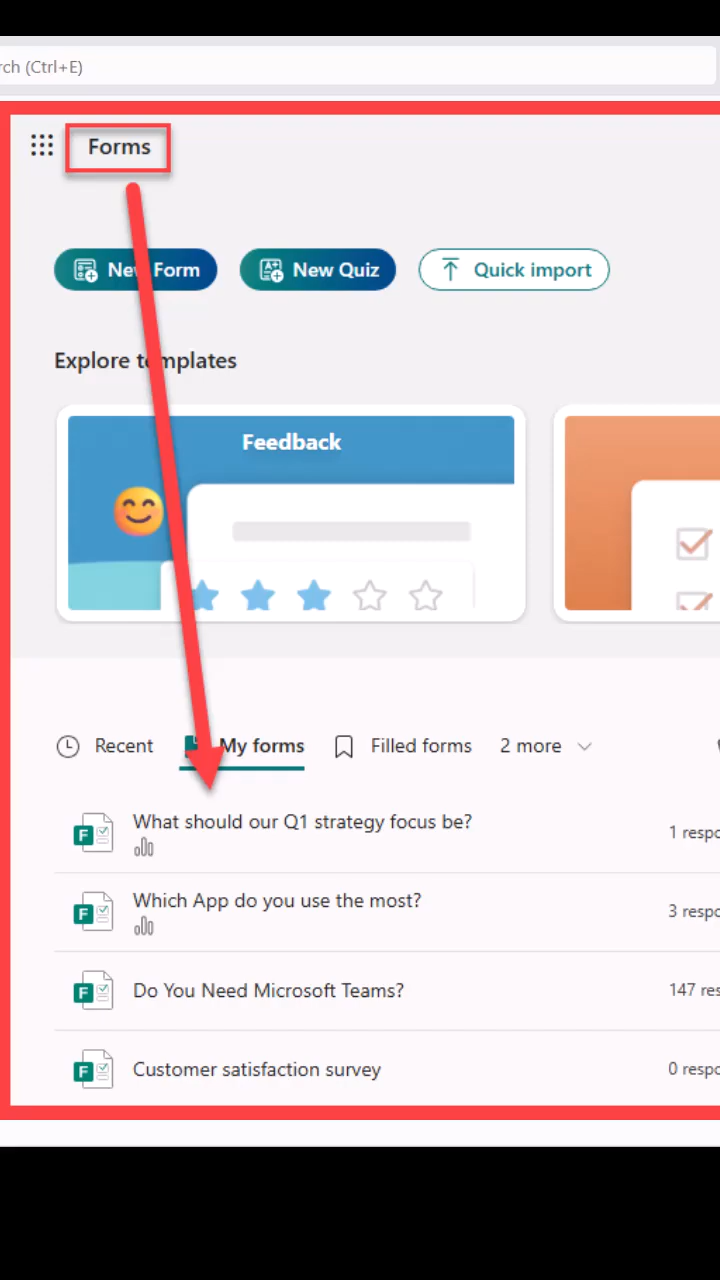 rch (Ctrl+E)
Forms
New Form
New Quiz
Quick import
Explore templates
Feedback
Recent
My forms
Filled forms
2 more
What should our Q1 strategy focus be?
1 respo
Which App do you use the most?
3 respo
Do You Need Microsoft Teams?
147 res
Customer satisfaction survey
0 respo